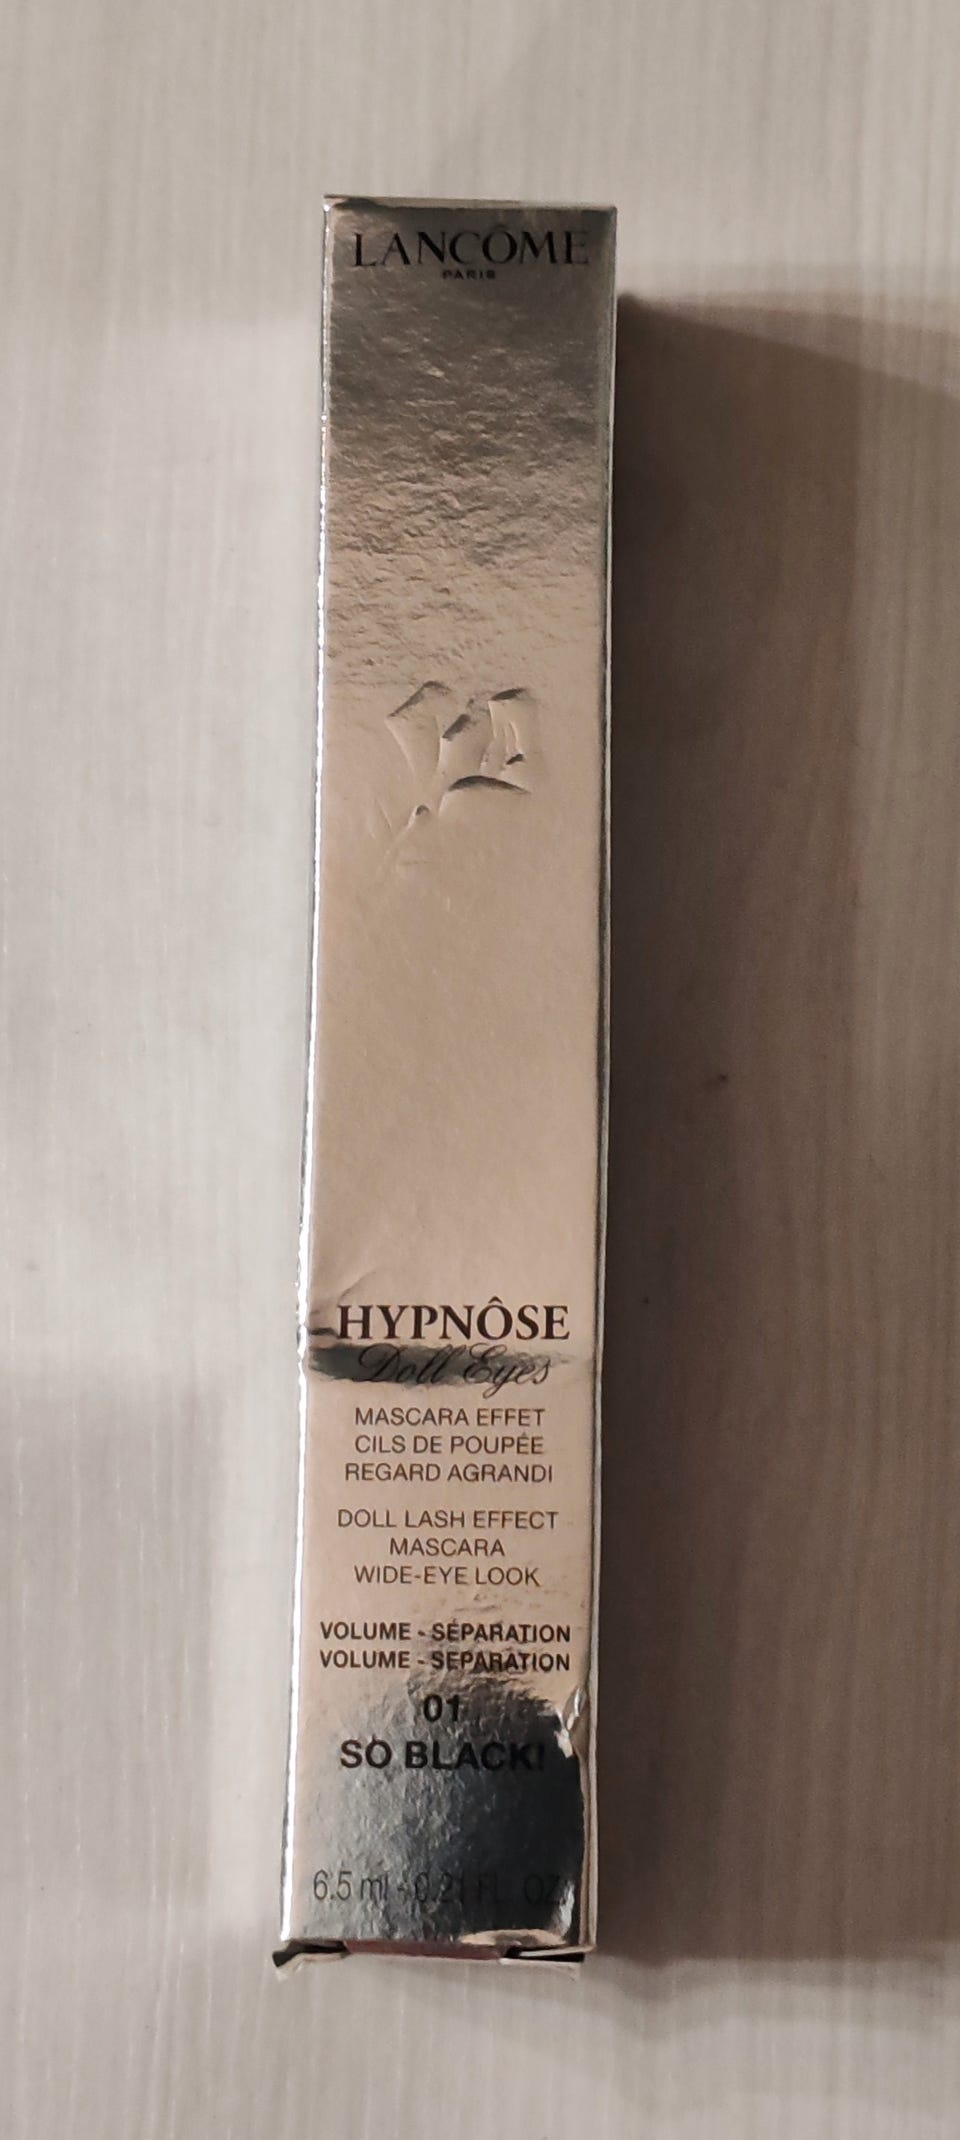 LANCÔME
PARIS
HYPNÔSE
Doll Eyes
MASCARA EFFET
CILS DE POUPÉE
REGARD AGRANDI
DOLL LASH EFFECT
MASCARA
WIDE-EYE LOOK
VOLUME - SÉPARATION
VOLUME - SEPARATION
01
SO BLACK!
6.5 ml - 0.21 FL. OZ.